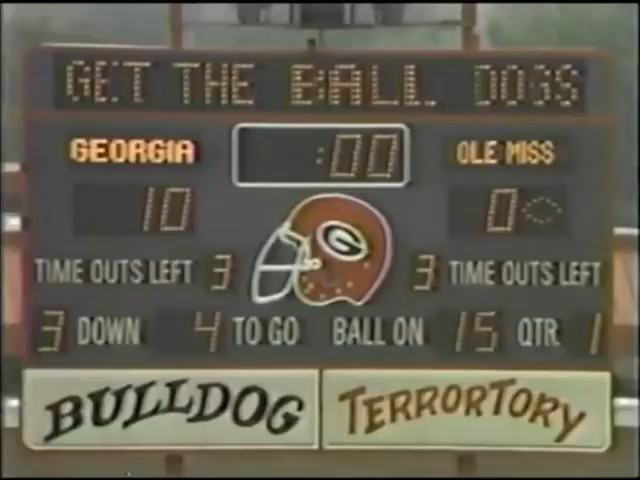 GET THE BALL DOGS
GEORGIA :00 OLE MISS
10 0
G
TIME OUTS LEFT 3 3 TIME OUTS LEFT
3 DOWN 4 TO GO BALL ON 15 QTR 1
BULLDOG TERRORTORY